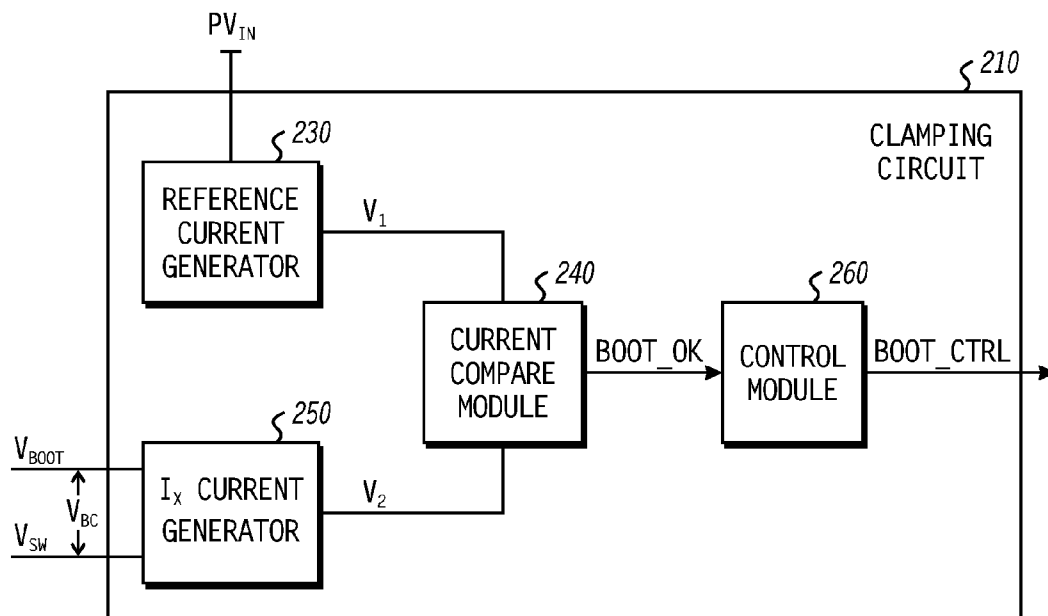 PV_IN
210
CLAMPING
CIRCUIT
230
REFERENCE
CURRENT
GENERATOR
V_1
240
CURRENT
COMPARE
MODULE
BOOT_OK
260
CONTROL
MODULE
BOOT_CTRL
250
I_X CURRENT
GENERATOR
V_BOOT
V_BC
V_SW
V_2